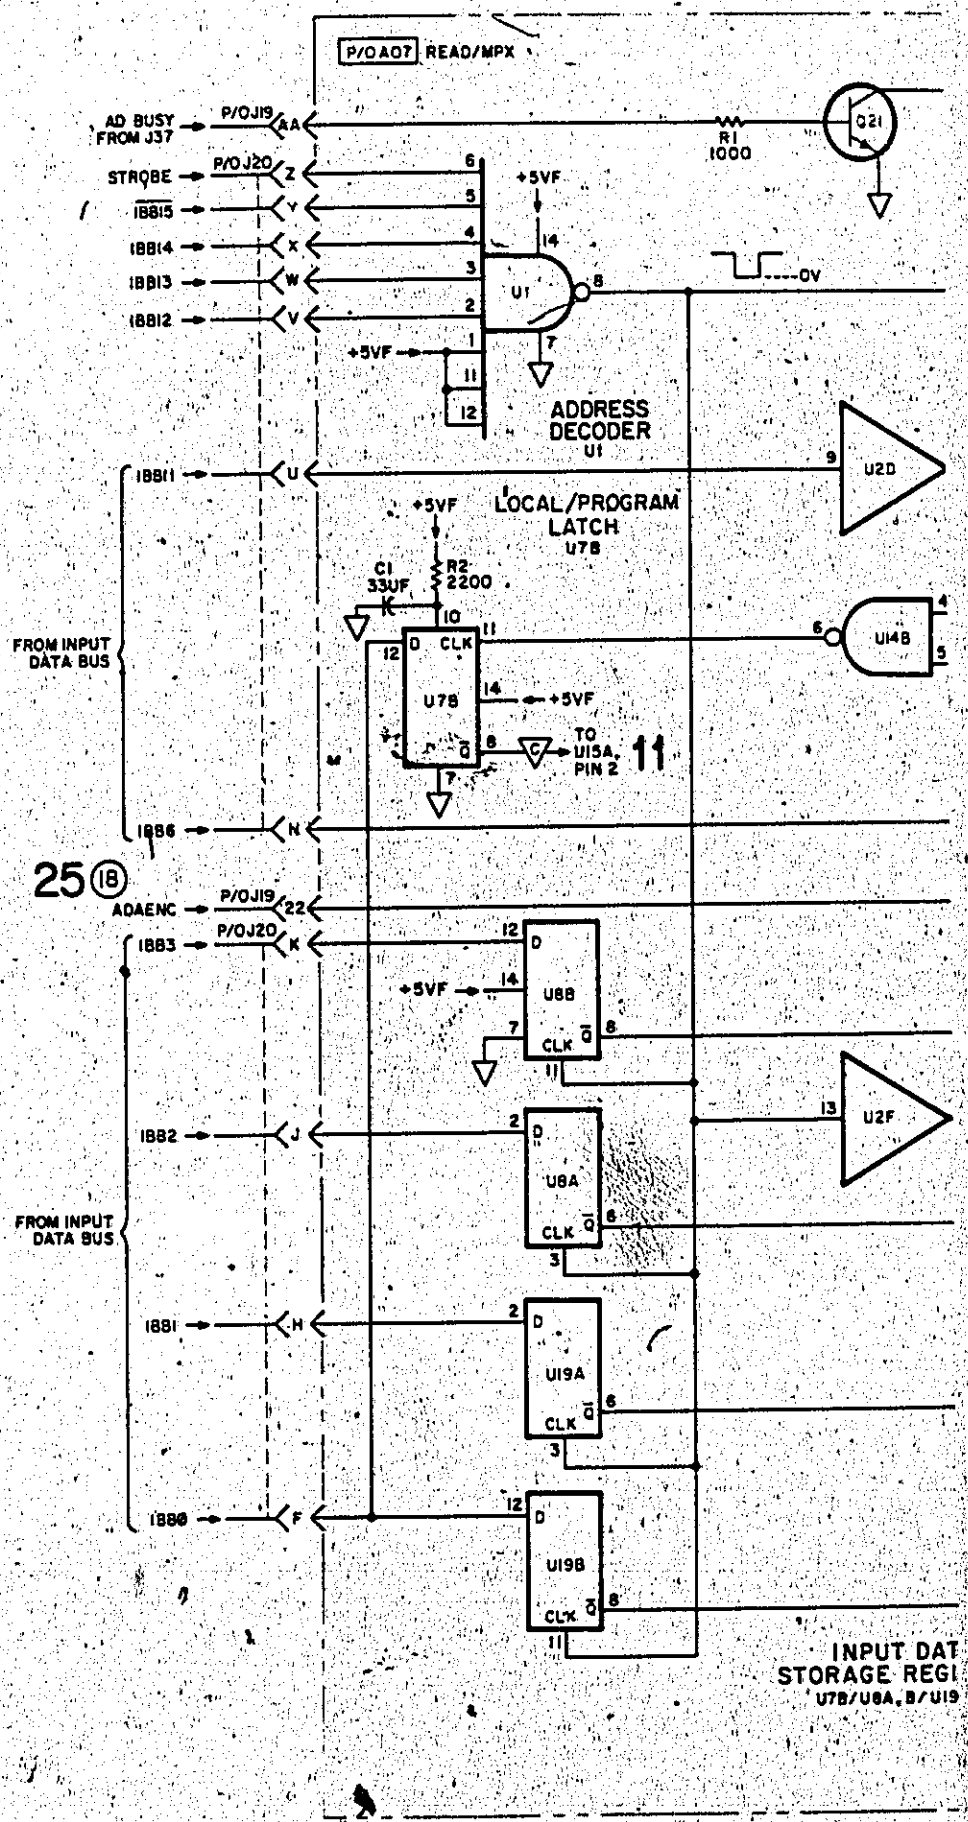 P/O A07 READ/MPX
AD BUSY
FROM J37
P/OJ19
AA
R1
1000
Q21
STROBE
P/OJ20
Z
6
IBB15
Y
5
IBB14
X
4
IBB13
W
3
IBB12
V
2
+5VF
1
11
12
+5VF
14
U1
8
7
0V
ADDRESS
DECODER
U1
IBB11
U
9
U2D
LOCAL/PROGRAM
LATCH
U7B
+5VF
C1
33UF
R2
2200
10
12
D
CLK
11
6
U14B
4
5
U7B
14
+5VF
Q
8
C
TO
U15A,
PIN 2
11
7
FROM INPUT
DATA BUS
IBB6
N
25
18
ADAENC
P/OJ19
22
IBB3
P/OJ20
K
12
D
+5VF
14
U8B
7
Q
8
CLK
11
13
U2F
IBB2
J
2
D
U8A
Q
6
CLK
3
FROM INPUT
DATA BUS
IBB1
H
2
D
U19A
Q
6
CLK
3
IBB0
F
12
D
U19B
Q
8
CLK
11
INPUT DAT
STORAGE REGI
U7B/U8A,B/U19